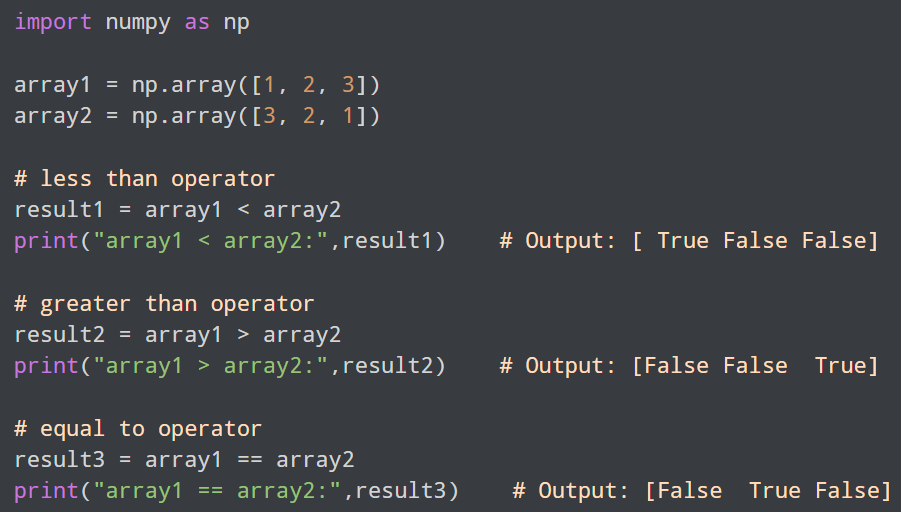 import numpy as np
array1 = np.array([1, 2, 3])
array2 = np.array([3, 2, 1])
# less than operator
result1 = array1 < array2
print("array1 < array2:",result1)    # Output: [ True False False]
# greater than operator
result2 = array1 > array2
print("array1 > array2:",result2)    # Output: [False False  True]
# equal to operator
result3 = array1 == array2
print("array1 == array2:",result3)    # Output: [False  True False]